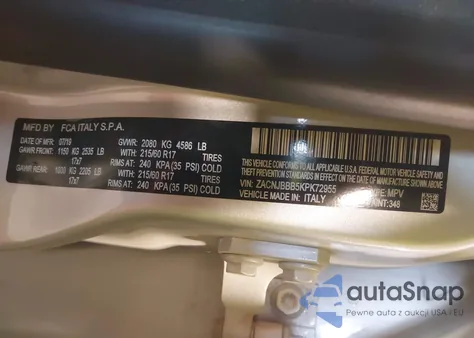 MFD BY FCA ITALY S.P.A.
DATE OF MFR 07/18 GVWR: 2080 KG 4586 LB
GAWR FRONT: 1150 KG 2535 LB WITH: 215/60 R17 TIRES
17x7 RIMS AT: 240 KPA(35 PSI) COLD
GAWR REAR: 1000 KG 2205 LB WITH: 215/60 R17 TIRES
17x7 RIMS AT: 240 KPA(35 PSI) COLD
THIS VEHICLE CONFORMS TO ALL APPLICABLE U.S.A. FEDERAL MOTOR VEHICLE
SAFETY, BUMPER, AND THEFT PREVENTION STANDARDS IN EFFECT ON THE DATE OF
VIN: ZACNJBBB5KPK72955 TYPE: MPV
VEHICLE MADE IN: ITALY PAINT:348
autoSnap
Pewne auta z aukcji USA i EU